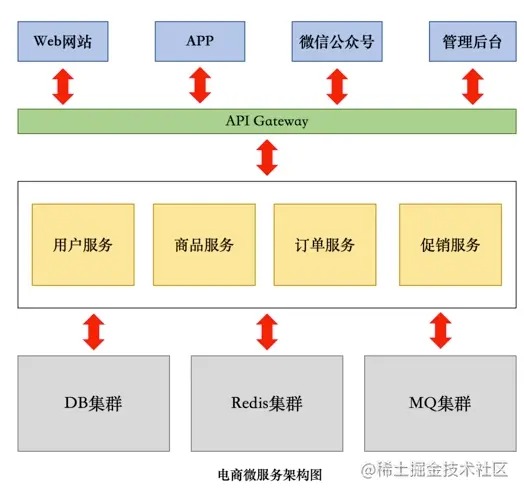 Web网站
APP
微信公众号
管理后台
API Gateway
用户服务
商品服务
订单服务
促销服务
DB集群
Redis集群
MQ集群
电商微服务架构图
@稀土掘金技术社区